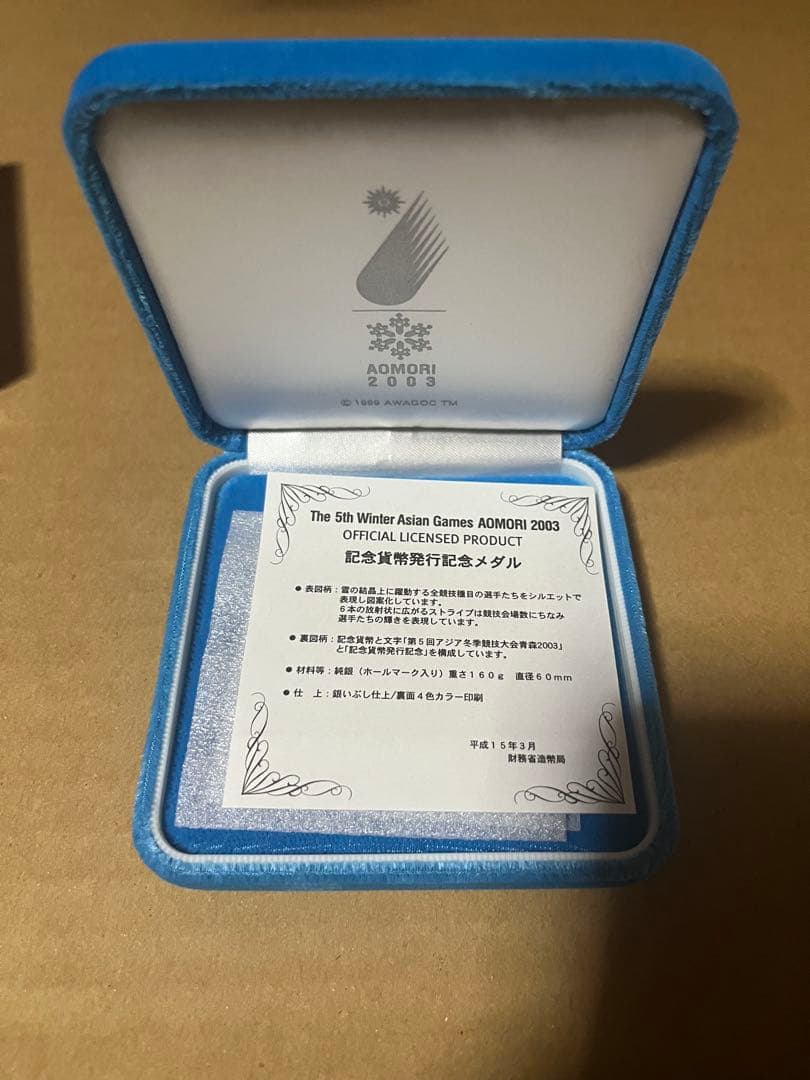 AOMORI
2003
© 1999 AWAGOC TM
The 5th Winter Asian Games AOMORI 2003
OFFICIAL LICENSED PRODUCT
記念貨幣発行記念メダル
● 表図柄：雪の結晶上に躍動する全競技種目の選手たちをシルエットで
表現し図案化しています。
６本の放射状に広がるストライプは競技会場数にちなみ
選手たちの輝きを表現しています。
● 裏図柄：記念貨幣と文字「第５回アジア冬季競技大会青森2003」
と「記念貨幣発行記念」を構成しています。
● 材料等：純銀（ホールマーク入り）重さ１６０ｇ　直径６０ｍｍ
● 仕　上：銀いぶし仕上/裏面４色カラー印刷
平成１５年３月
財務省造幣局